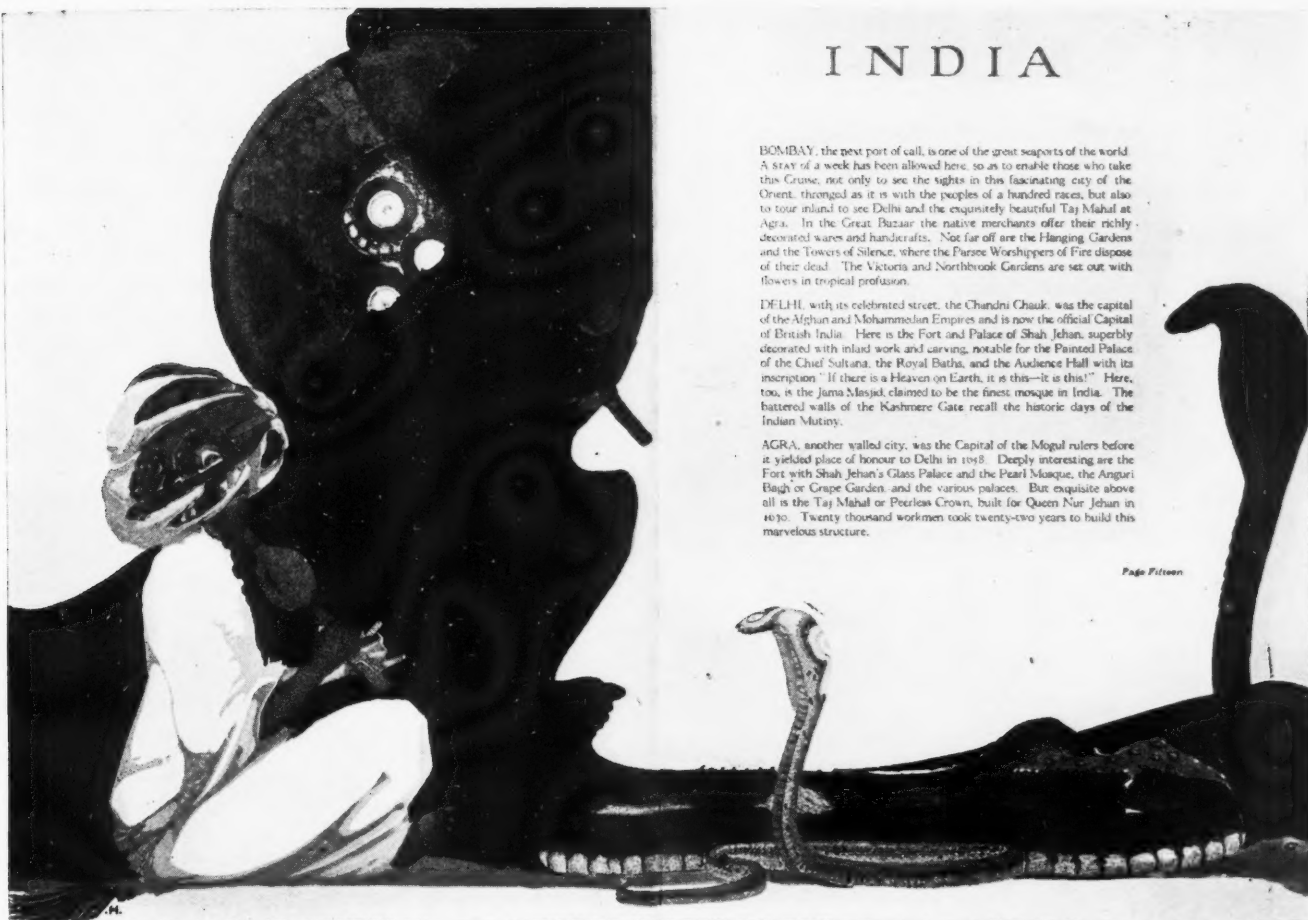 INDIA
BOMBAY, the next port of call, is one of the great seaports of the world.
A STAY of a week has been allowed here, so as to enable those who take
this Cruise, not only to see the sights in this fascinating city of the
Orient, thronged as it is with the peoples of a hundred races, but also
to tour inland to see Delhi and the exquisitely beautiful Taj Mahal at
Agra. In the Great Bazaar the native merchants offer their richly
decorated wares and handicrafts. Not far off are the Hanging Gardens
and the Towers of Silence, where the Parsee Worshippers of Fire dispose
of their dead. The Victoria and Northbrook Gardens are set out with
flowers in tropical profusion.
DELHI, with its celebrated street, the Chandni Chauk, was the capital
of the Afghan and Mohammedan Empires and is now the official Capital
of British India. Here is the Fort and Palace of Shah Jehan, superbly
decorated with inlaid work and carving, notable for the Painted Palace
of the Chief Sultana, the Royal Baths, and the Audience Hall with its
inscription "If there is a Heaven on Earth, it is this—it is this!" Here,
too, is the Jama Masjid, claimed to be the finest mosque in India. The
battered walls of the Kashmere Gate recall the historic days of the
Indian Mutiny.
AGRA, another walled city, was the Capital of the Mogul rulers before
it yielded place of honour to Delhi in Deeply interesting are the
Fort with Shah Jehan's Glass Palace and the Pearl Mosque, the Anguri
Bagh or Grape Garden, and the various palaces. But exquisite above
all is the Taj Mahal or Peerless Crown, built for Queen Nur Jehan in
Twenty thousand workmen took twenty-two years to build this
marvelous structure.
Page Fifteen